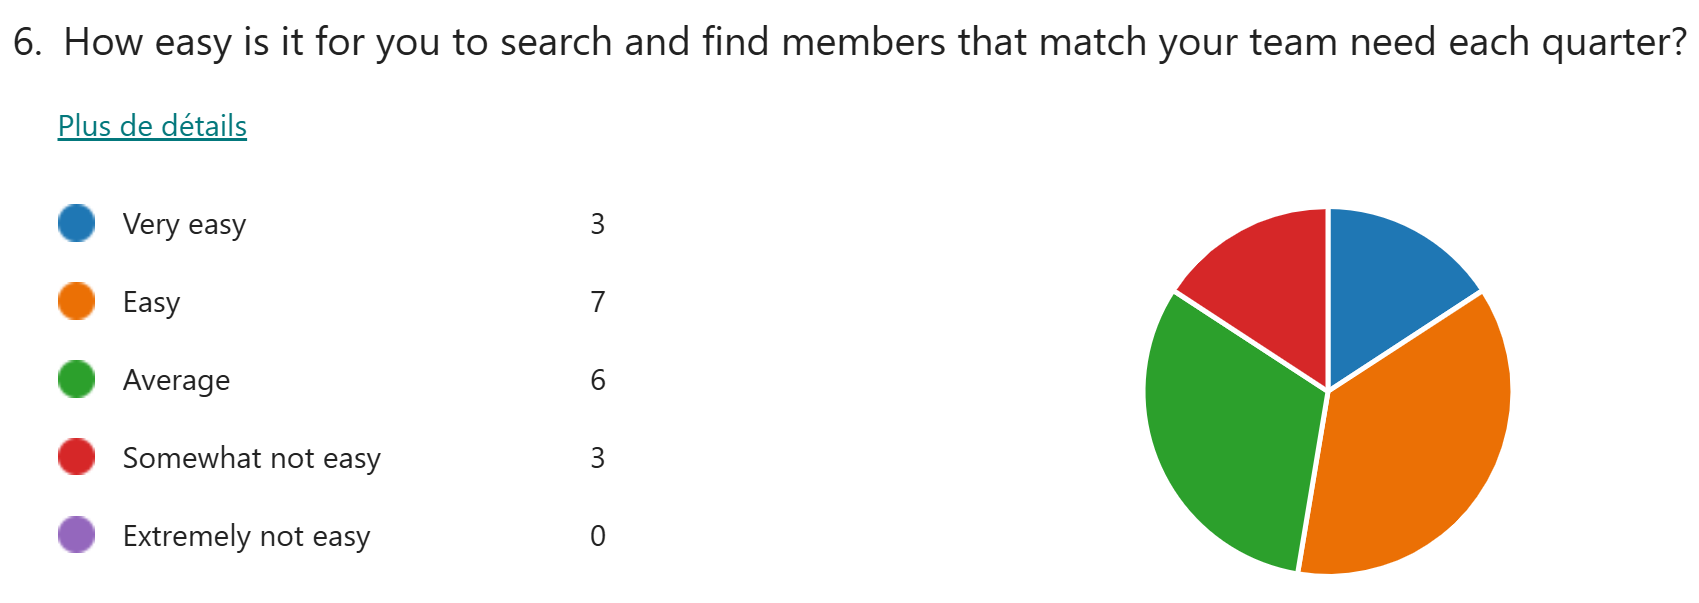 6. How easy is it for you to search and find members that match your team need each quarter?
Plus de détails
Very easy 3
Easy 7
Average 6
Somewhat not easy 3
Extremely not easy 0